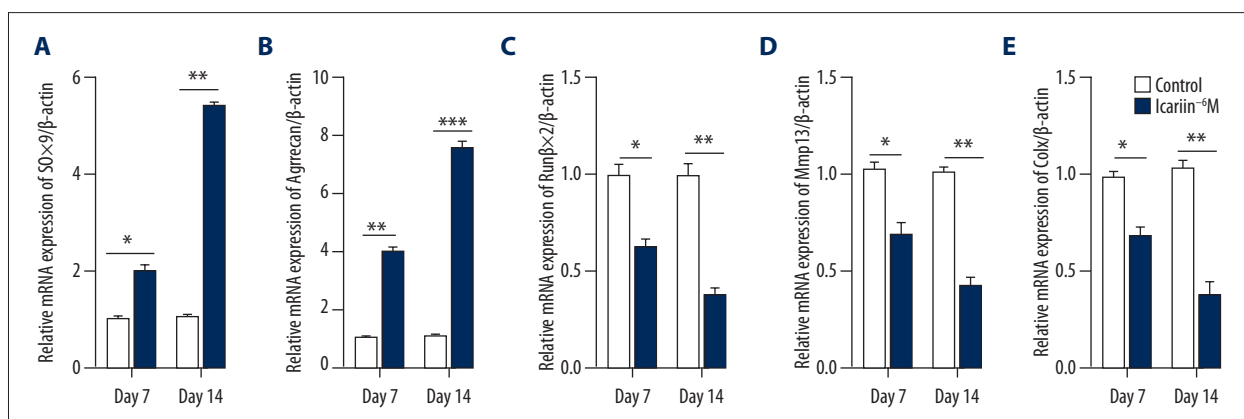 A
Relative mRNA expression of SO×9/β-actin
6
4
2
0
*
**
Day 7
Day 14
B
Relative mRNA expression of Agrrecan/β-actin
10
8
6
4
2
0
**
***
Day 7
Day 14
C
Relative mRNA expression of Runβ×2/β-actin
1.5
1.0
0.5
0.0
*
**
Day 7
Day 14
D
Relative mRNA expression of Mmp13/β-actin
1.5
1.0
0.5
0.0
*
**
Day 7
Day 14
E
Relative mRNA expression of Colx/β-actin
1.5
1.0
0.5
0.0
Control
Icariin⁻⁶M
*
**
Day 7
Day 14